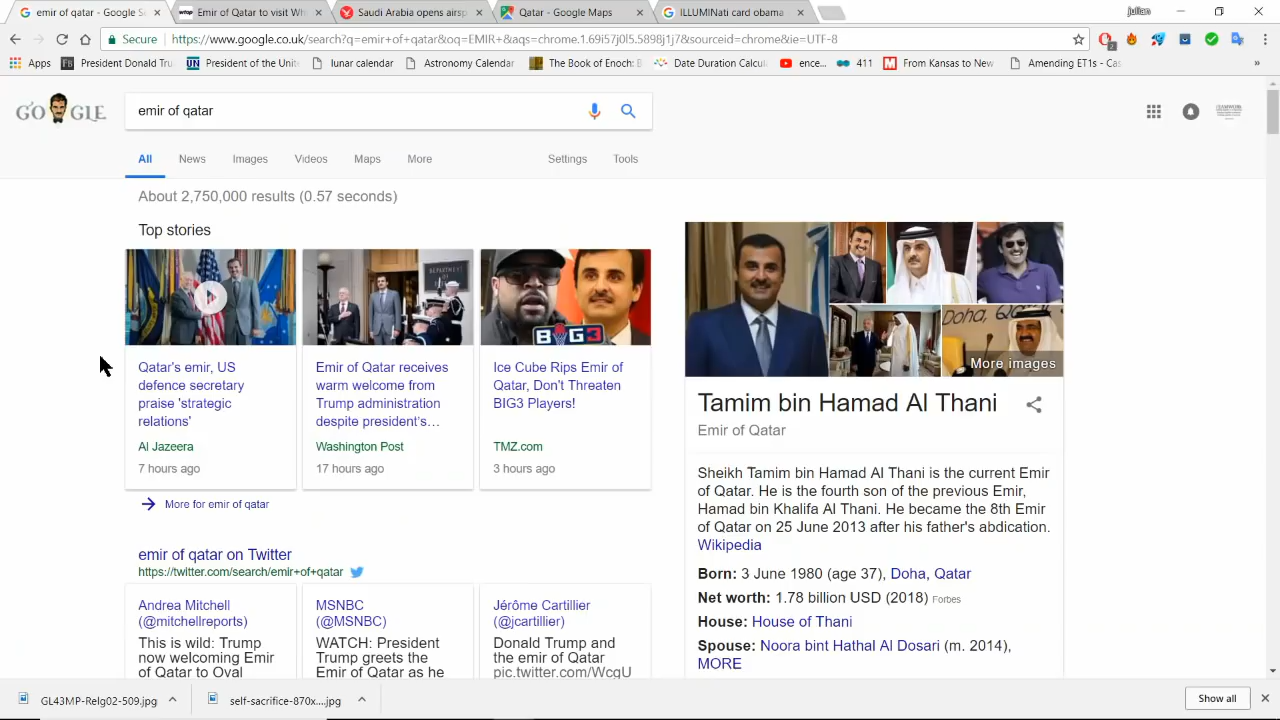 emir of qatar - Google Se
Emir of Qatar to visit Wh
Saudi Arabia opens airsp
Qatar - Google Maps
ILLUMINati card obama
julien
Secure
https://www.google.co.uk/search?q=emir+of+qatar&oq=EMIR+&aqs=chrome.1.69i57j0l5.5898j1j7&sourceid=chrome&ie=UTF-8
Apps
President Donald Tru
President of the Unit
lunar calendar
Astronomy Calendar
The Book of Enoch:
Date Duration Calcul
ence...
411
From Kansas to New
Amending ET1s - Cas
GO GLE
emir of qatar
All
News
Images
Videos
Maps
More
Settings
Tools
About 2,750,000 results (0.57 seconds)
Top stories
BIG3
Qatar's emir, US
defence secretary
praise 'strategic
relations'
Al Jazeera
7 hours ago
DEPARTMENT
Emir of Qatar receives
warm welcome from
Trump administration
despite president's…
Washington Post
17 hours ago
Ice Cube Rips Emir of
Qatar, Don't Threaten
BIG3 Players!
TMZ.com
3 hours ago
More for emir of qatar
emir of qatar on Twitter
https://twitter.com/search/emir+of+qatar
Andrea Mitchell
(@mitchellreports)
This is wild: Trump
now welcoming Emir
of Qatar to Oval
MSNBC
(@MSNBC)
WATCH: President
Trump greets the
Emir of Qatar as he
Jérôme Cartillier
(@jcartillier)
Donald Trump and
the emir of Qatar
pic.twitter.com/WcgU
Doha, Qatar
More images
Tamim bin Hamad Al Thani
Emir of Qatar
Sheikh Tamim bin Hamad Al Thani is the current Emir
of Qatar. He is the fourth son of the previous Emir,
Hamad bin Khalifa Al Thani. He became the 8th Emir
of Qatar on 25 June 2013 after his father's abdication.
Wikipedia
Born: 3 June 1980 (age 37), Doha, Qatar
Net worth: 1.78 billion USD (2018) Forbes
House: House of Thani
Spouse: Noora bint Hathal Al Dosari (m. 2014),
MORE
GL43MP-Relg02-509.jpg
self-sacrifice-870x....jpg
Show all